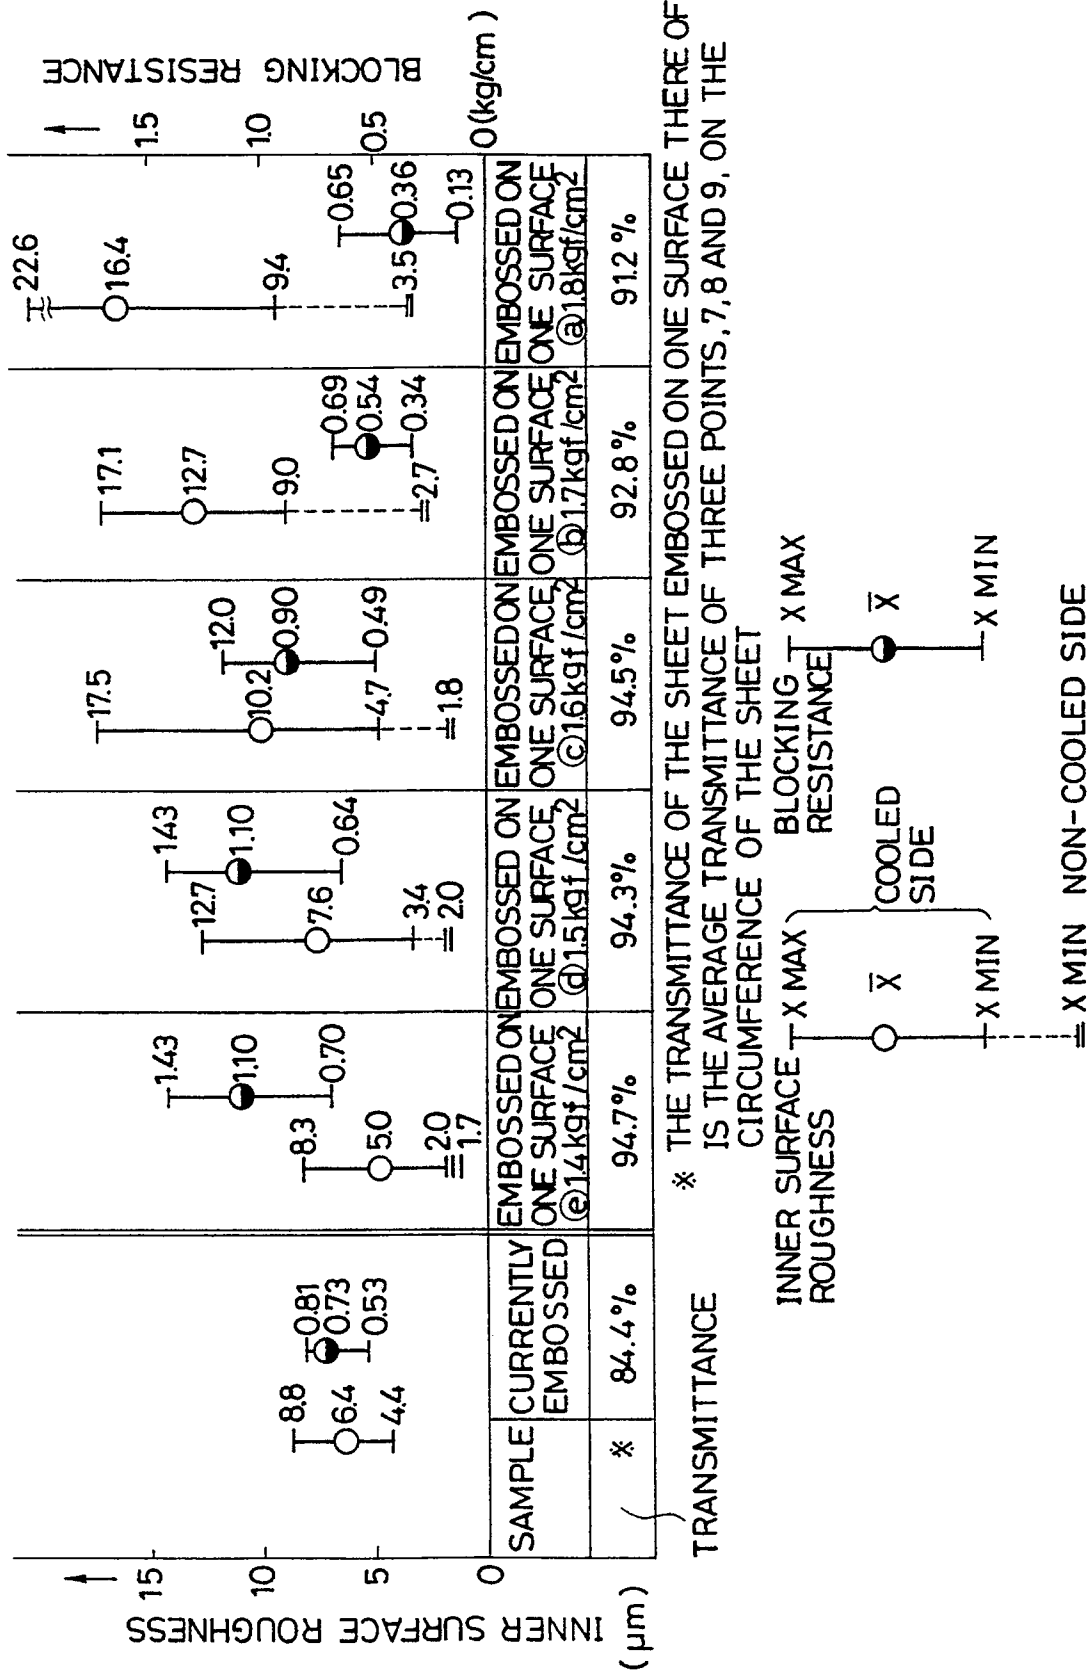 INNER SURFACE ROUGHNESS
(μm)
15
10
5
0
8.8
6.4
4.4
0.81
0.73
0.53
8.3
5.0
2.0
1.7
1.43
1.10
0.70
12.7
7.6
3.4
2.0
1.43
1.10
0.64
17.5
10.2
4.7
1.8
12.0
0.90
0.49
17.1
12.7
9.0
2.7
0.69
0.54
0.34
22.6
16.4
9.4
3.5
0.65
0.36
0.13
BLOCKING RESISTANCE
1.5
1.0
0.5
0(kg/cm)
SAMPLE
CURRENTLY
EMBOSSED
EMBOSSED ON
ONE SURFACE
ⓔ1.4kgf/cm²
EMBOSSED ON
ONE SURFACE,
ⓓ1.5kgf/cm²
EMBOSSED ON
ONE SURFACE,
ⓒ1.6kgf/cm²
EMBOSSED ON
ONE SURFACE,
ⓑ1.7kgf/cm²
EMBOSSED ON
ONE SURFACE
ⓐ1.8kgf/cm²
※
84.4%
94.7%
94.3%
94.5%
92.8%
91.2%
TRANSMITTANCE
※ THE TRANSMITTANCE OF THE SHEET EMBOSSED ON ONE SURFACE THERE OF
IS THE AVERAGE TRANSMITTANCE OF THREE POINTS, 7, 8 AND 9, ON THE
CIRCUMFERENCE OF THE SHEET
INNER SURFACE
ROUGHNESS
X MAX
X̄
X MIN
COOLED
SIDE
X MIN NON-COOLED SIDE
BLOCKING
RESISTANCE
X MAX
X̄
X MIN